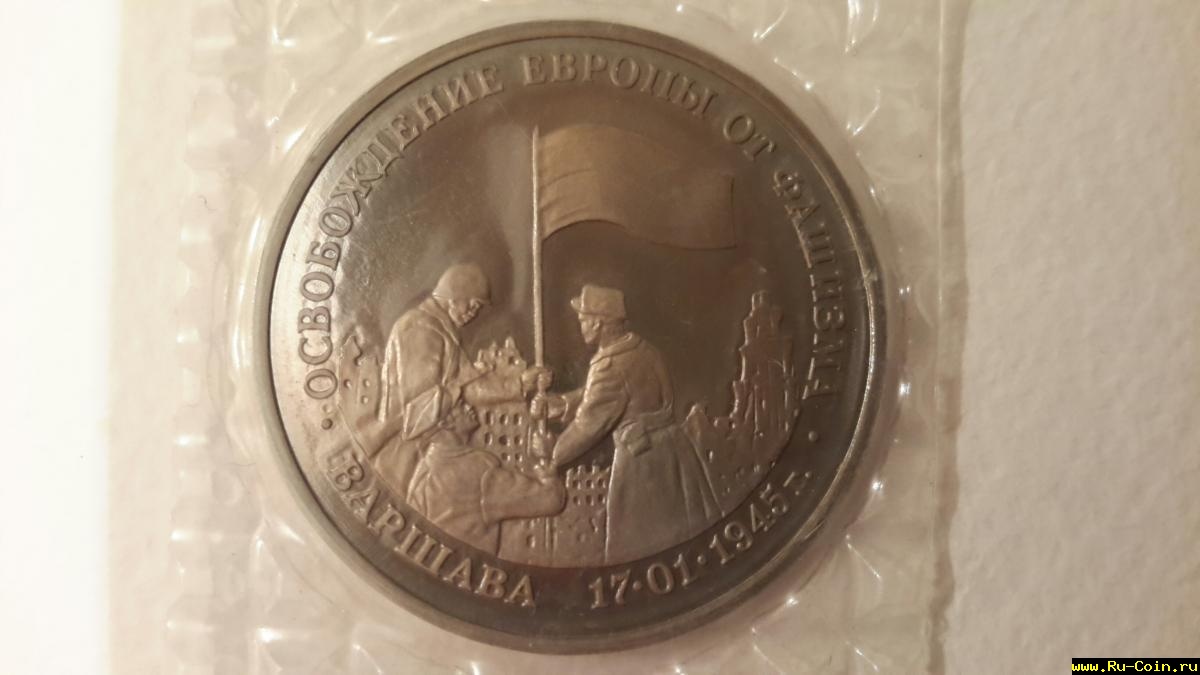 • ОСВОБОЖДЕНИЕ ЕВРОПЫ ОТ ФАШИЗМА •
г. ВАРШАВА 17•01•1945 г.
www.Ru-Coin.ru